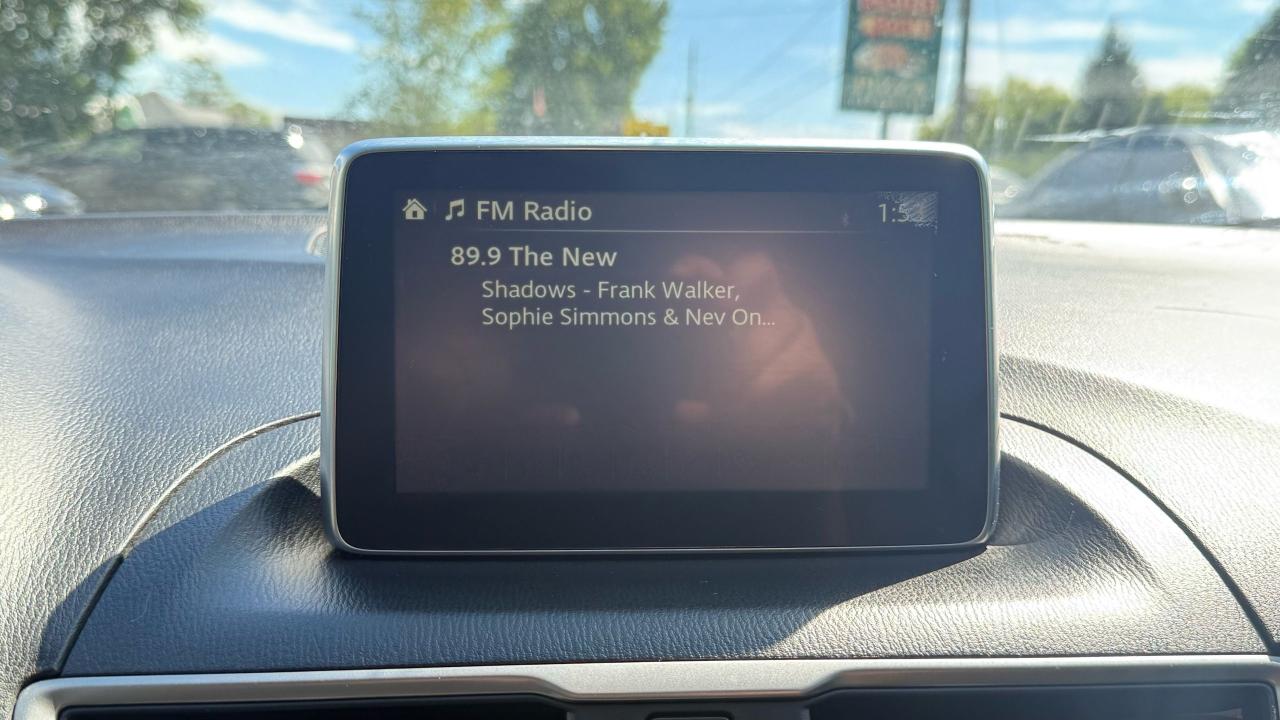 FM Radio
89.9 The New
Shadows - Frank Walker,
Sophie Simmons & Nev On...